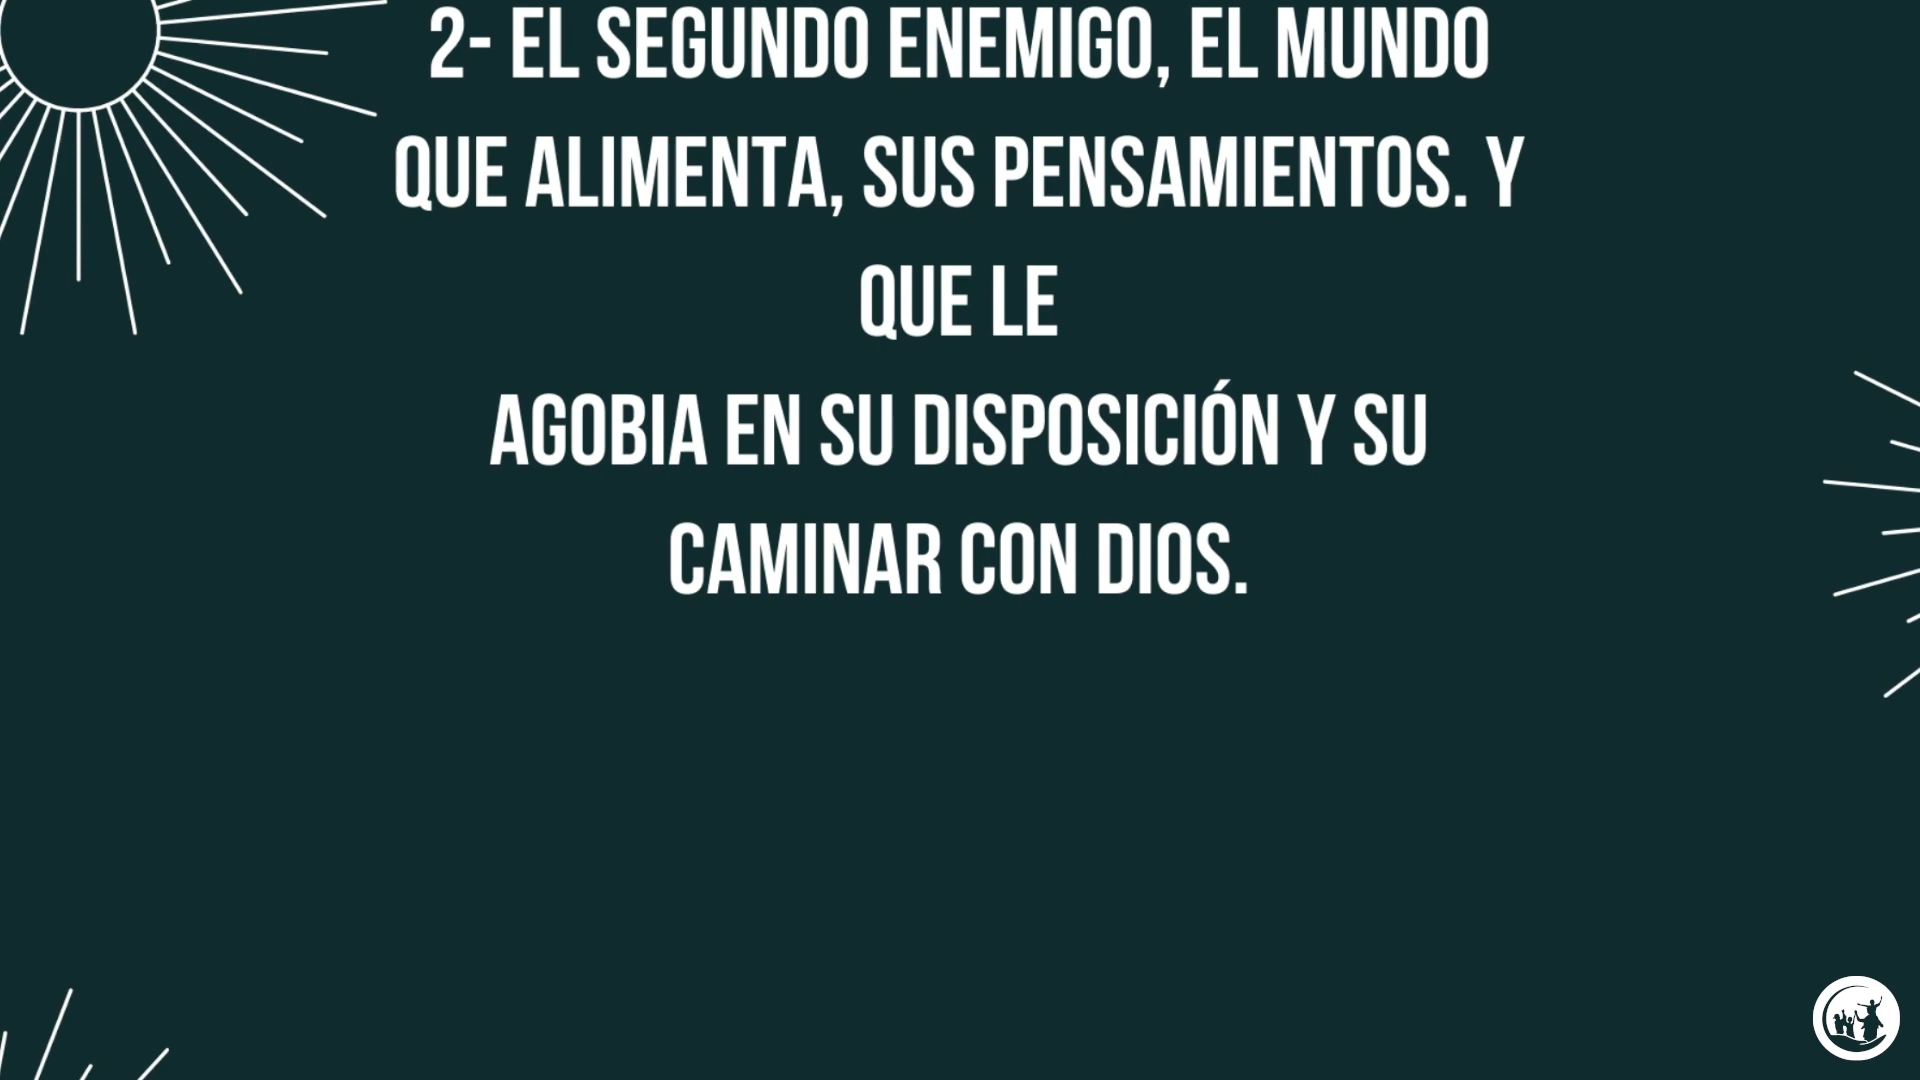 2- EL SEGUNDO ENEMIGO, EL MUNDO
QUE ALIMENTA, SUS PENSAMIENTOS. Y
QUE LE
AGOBIA EN SU DISPOSICIÓN Y SU
CAMINAR CON DIOS.